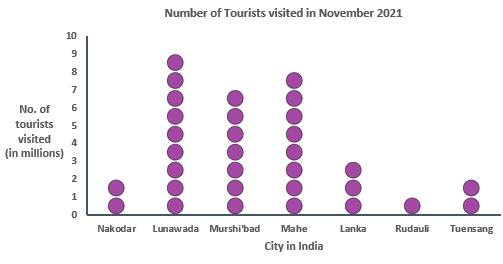 Number of Tourists visited in November 2021
10
9
8
7
6
5
4
3
2
1
0
No. of
tourists
visited
(in millions)
Nakodar Lunawada Murshi'bad Mahe Lanka Rudauli Tuensang
City in India